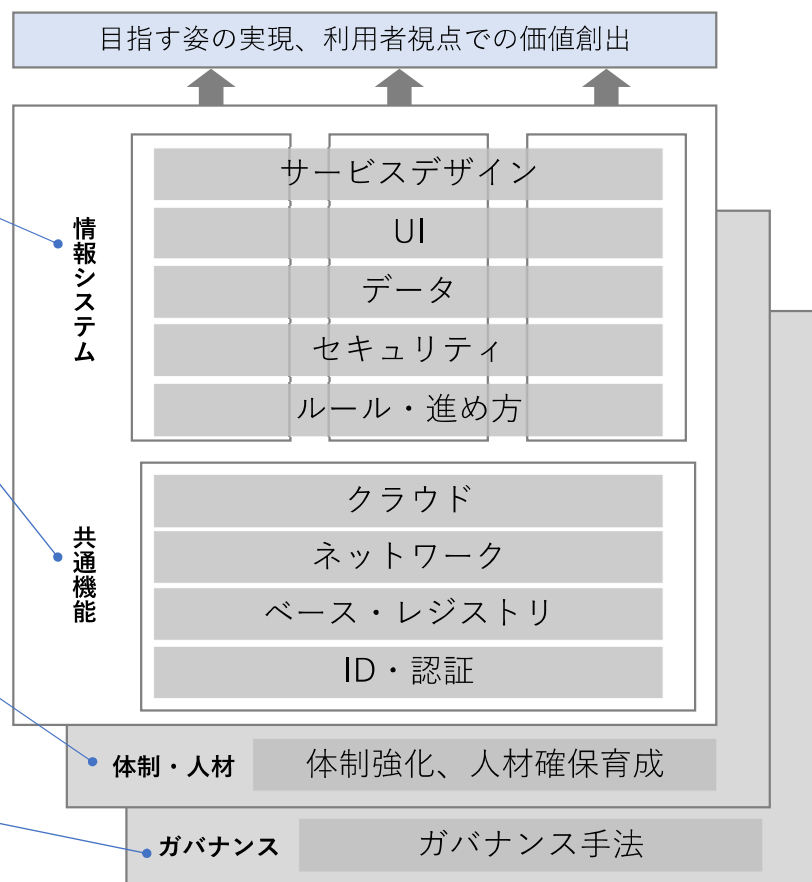 目指す姿の実現、利用者視点での価値創出
情報システム
サービスデザイン
UI
データ
セキュリティ
ルール・進め方
共通機能
クラウド
ネットワーク
ベース・レジストリ
ID・認証
体制・人材
体制強化、人材確保育成
ガバナンス
ガバナンス手法